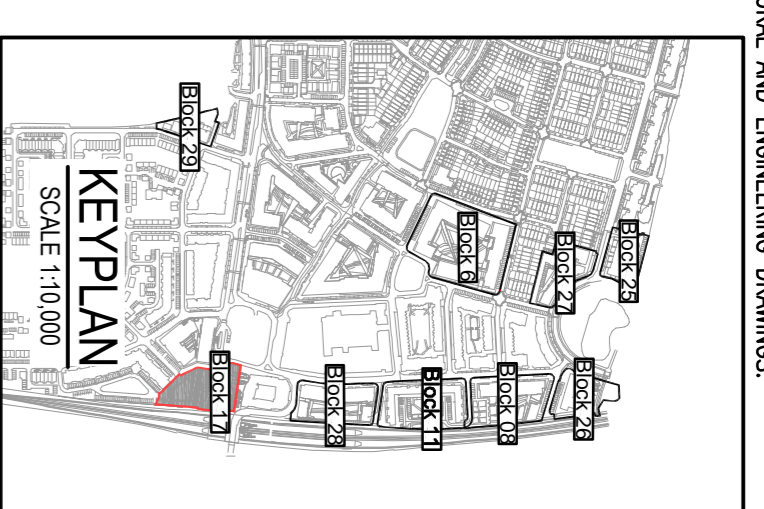 AND ENGINEERING DRAWINGS.
Block 25
Block 27
Block 6
Block 26
Block 08
Block 11
Block 28
Block 17
Block 29
KEYPLAN
SCALE 1:10,000